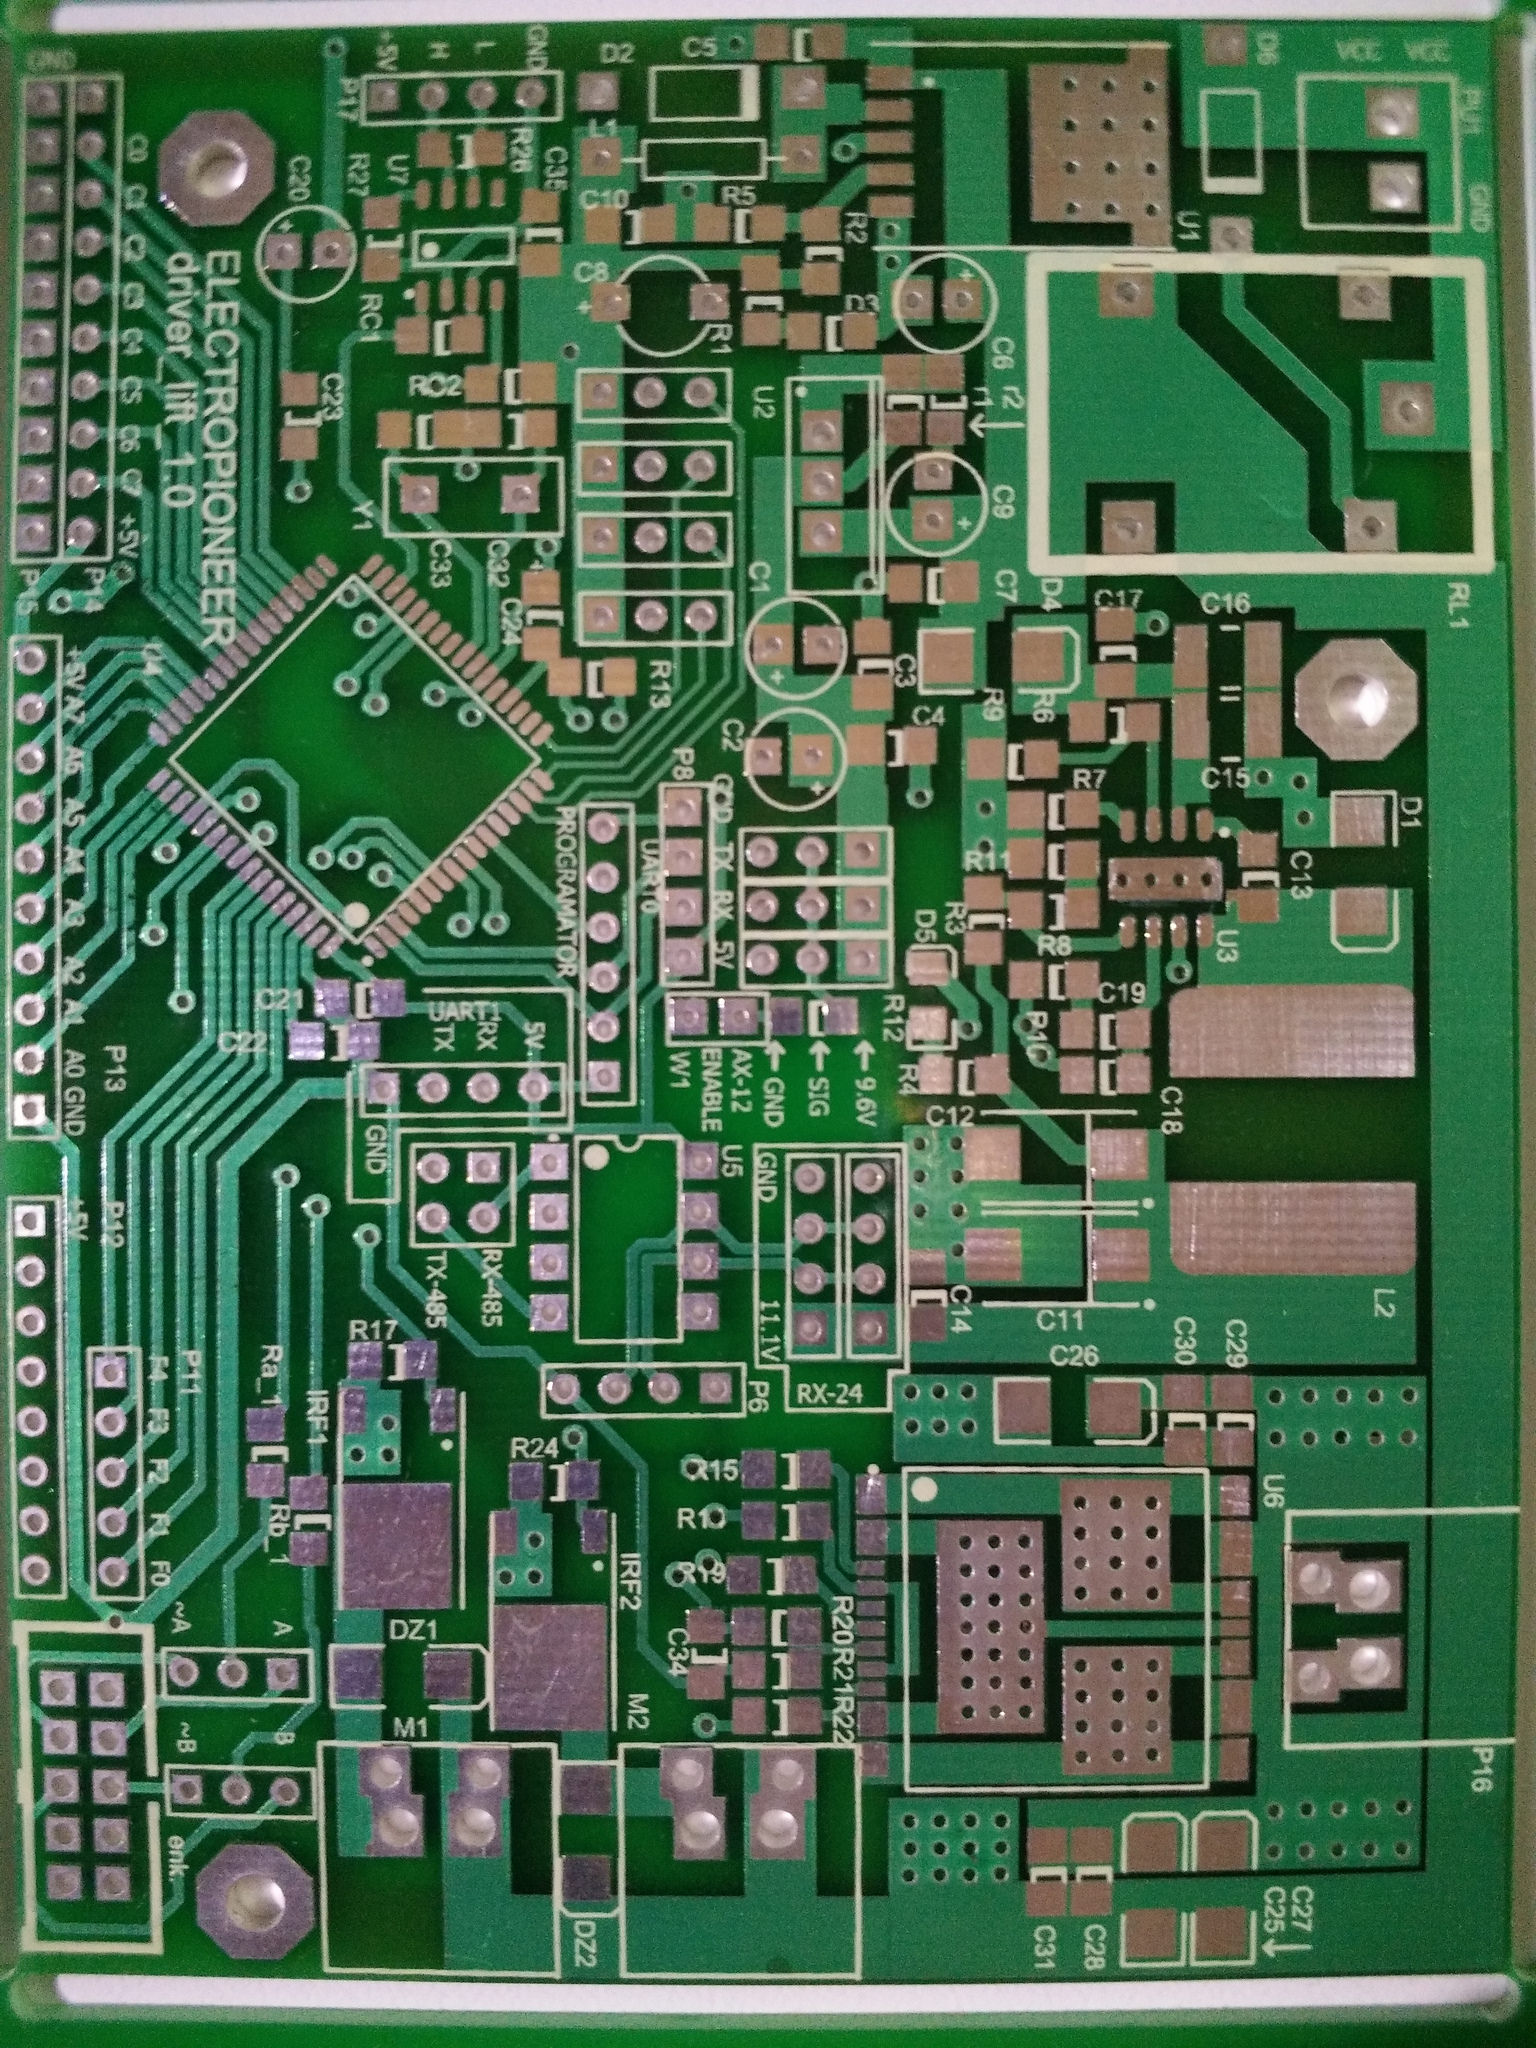 PU1 GND
VCC VCC
RL1
D1
L2
P16
C13
C27
C25
U6
D6
C16
C15
U3
C29
U1
C30
C18
C17
R7
C19
C28
C26
C11
D4
R6
R8
R10
C31
C6
r2
r1
C9
C7
R9
R11
R3
C12
C14
D5
R12
R4
C4
C3
R2
D3
9.6V
SIG
GND
RX-24
R20 R21 R22
U2
C1
C2
GND
11.1V
P6
R5
C5
R1
TX RX 5V
AX-12
ENABLE
W1
U5
R15
R19
C34
P8
UART0
R13
M2
IRF2
D2
L1
C10
C8
PROGRAMATOR
DZ2
C35
GND
R26
L
H
+5V
P17
C32
C24
5V
RX
TX
UART1
RX-485
TX-485
R24
C33
U7
RC1
R27
Y1
GND
R17
DZ1
M1
IRF1
C20
C23
C21
C22
Ra_1
Rb_1
A
B
~A
~B
enk.
ELECTROPIONEER
driver_lift_1.0
P11
F4 F3 F2 F1 F0
C0 C1 C2 C3 C4 C5 C6 C7 +5V
U4
P14
P13
P12
+5V A7 A6 A5 A4 A3 A2 A1 A0 GND
+5V
GND
P15